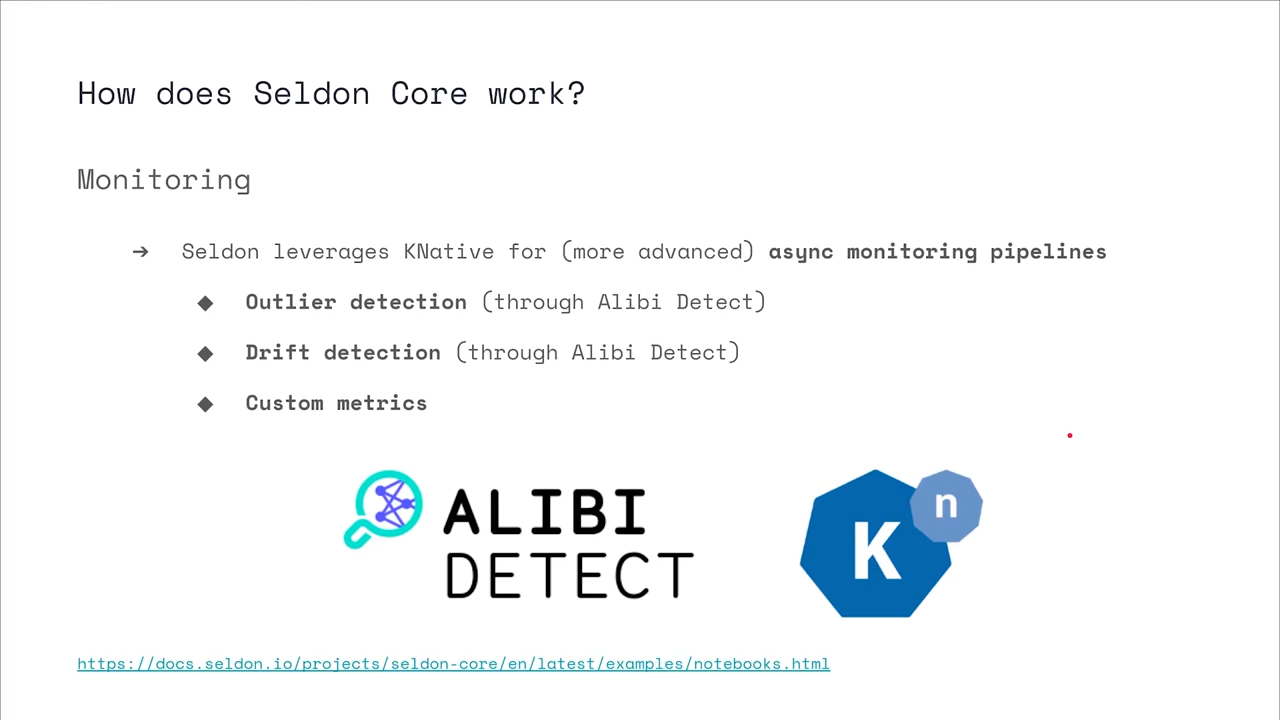 How does Seldon Core work?
Monitoring
➔ Seldon leverages KNative for (more advanced) async monitoring pipelines
◆ Outlier detection (through Alibi Detect)
◆ Drift detection (through Alibi Detect)
◆ Custom metrics
ALIBI
DETECT
K n
https://docs.seldon.io/projects/seldon-core/en/latest/examples/notebooks.html